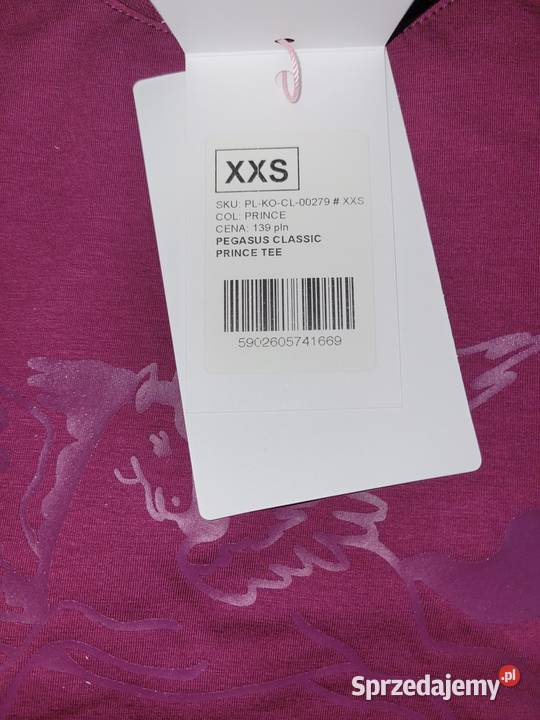 XXS
SKU: PL-KO-CL-00279 # XXS
COL: PRINCE
CENA: 139 pln
PEGASUS CLASSIC
PRINCE TEE
5902605741669
Sprzedajemy.pl